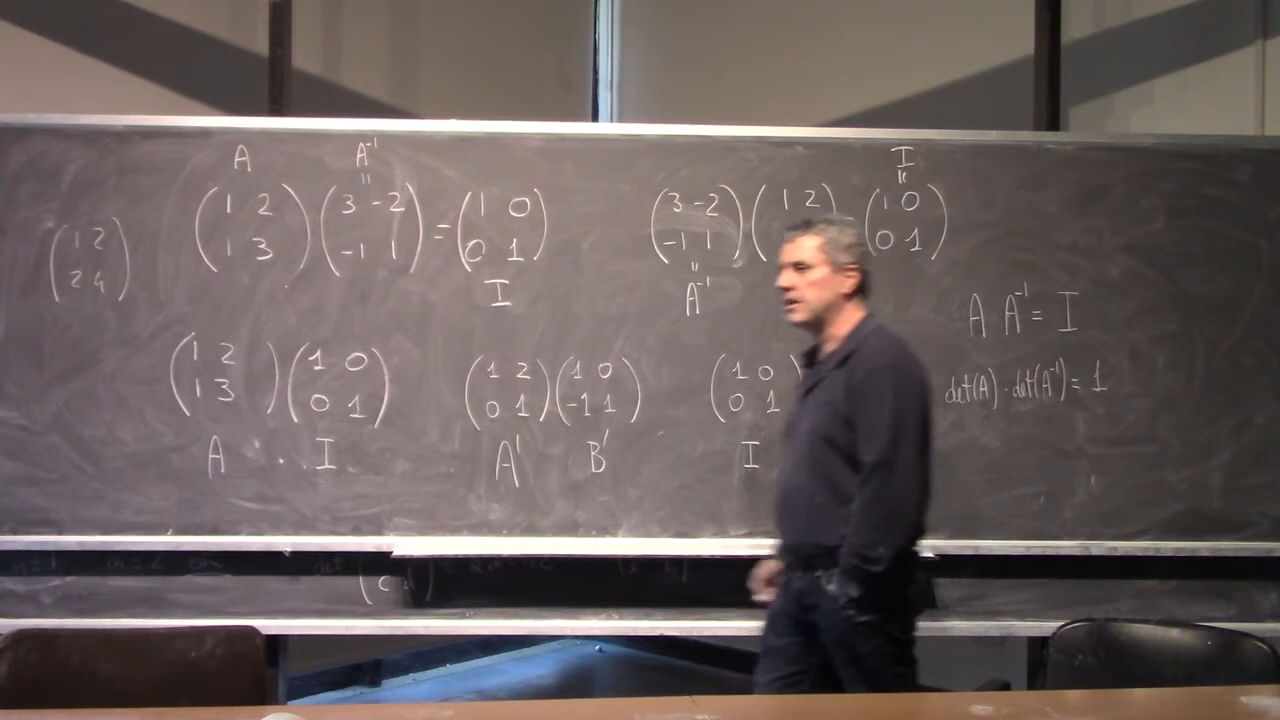 A A⁻¹ I
(1 2) (3 -2) = (1 0) (3 -2) (1 2) (1 0)
(1 3) (-1 1) (0 1) (-1 1) (0 1)
(1 2)
(2 4)
I A⁻¹
A A⁻¹ = I
(1 2) (1 0) (1 2) (1 0) (1 0)
(1 3) (0 1) (0 1) (-1 1) (0 1)
det(A) · det(A⁻¹) = 1
A I A' B' I